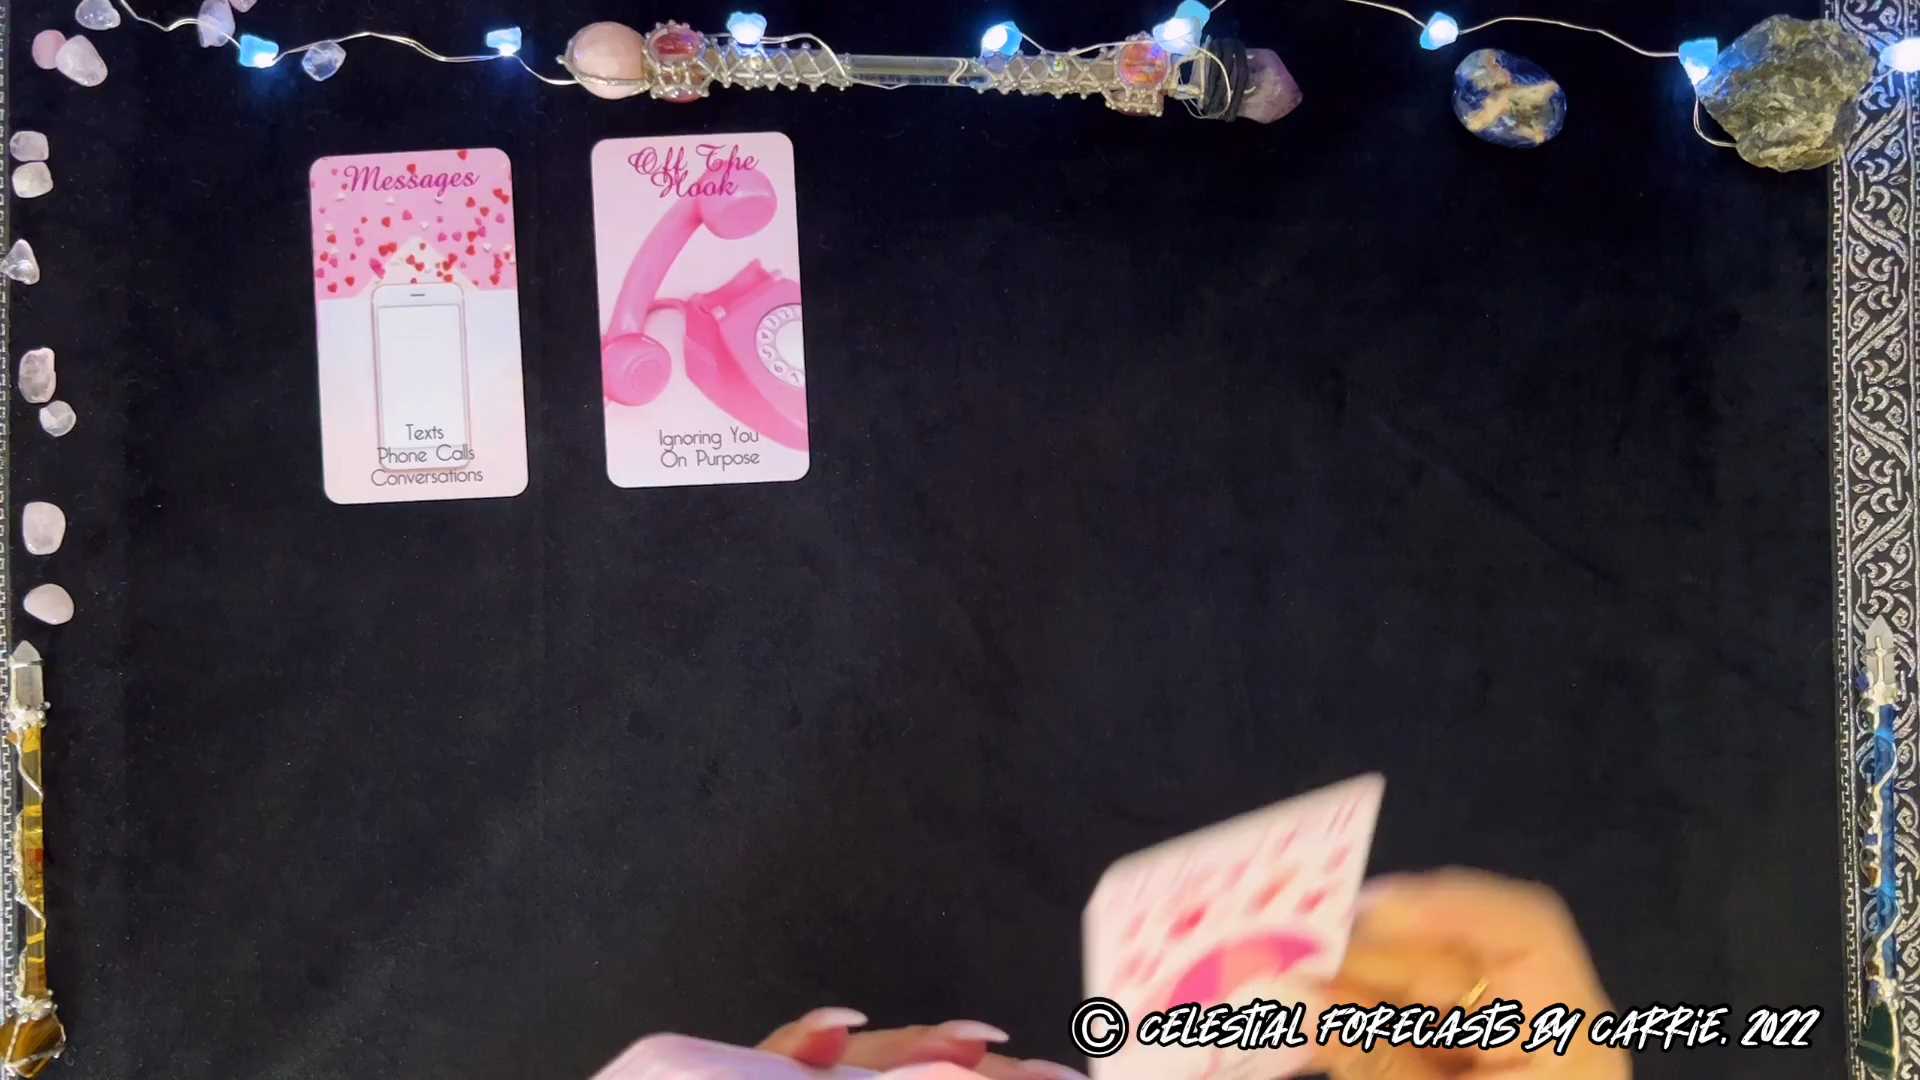 Messages
Texts
Phone Calls
Conversations
Off The
Hook
Ignoring You
On Purpose
© CELESTIAL FORECASTS BY CARRIE. 2022